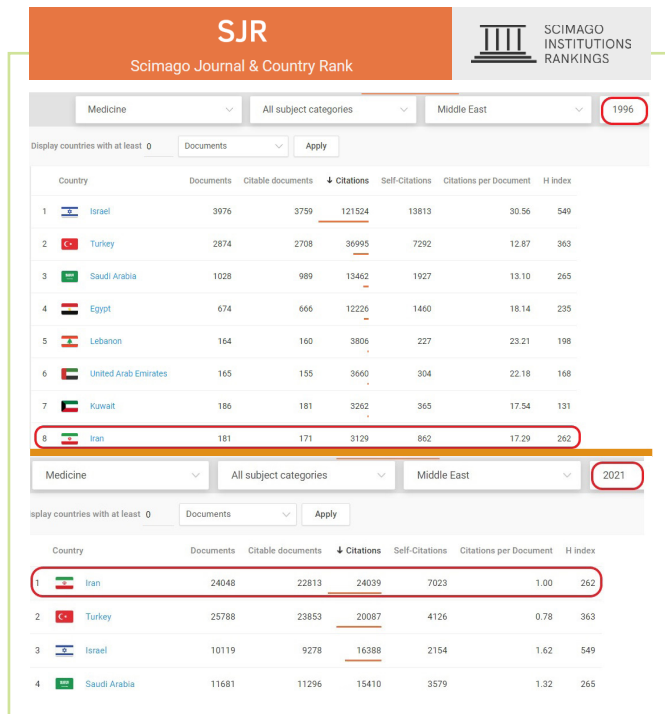 SJR
Scimago Journal & Country Rank
SCIMAGO
INSTITUTIONS
RANKINGS
Medicine All subject categories Middle East 1996
Display countries with at least 0 Documents Apply
Country Documents Citable documents ↓ Citations Self-Citations Citations per Document H index
1 Israel 3976 3759 121524 13813 30.56 549
2 Turkey 2874 2708 36995 7292 12.87 363
3 Saudi Arabia 1028 989 13462 1927 13.10 265
4 Egypt 674 666 12226 1460 18.14 235
5 Lebanon 164 160 3806 227 23.21 198
6 United Arab Emirates 165 155 3660 304 22.18 168
7 Kuwait 186 181 3262 365 17.54 131
8 Iran 181 171 3129 862 17.29 262
Medicine All subject categories Middle East 2021
isplay countries with at least 0 Documents Apply
Country Documents Citable documents ↓ Citations Self-Citations Citations per Document H index
1 Iran 24048 22813 24039 7023 1.00 262
2 Turkey 25788 23853 20087 4126 0.78 363
3 Israel 10119 9278 16388 2154 1.62 549
4 Saudi Arabia 11681 11296 15410 3579 1.32 265